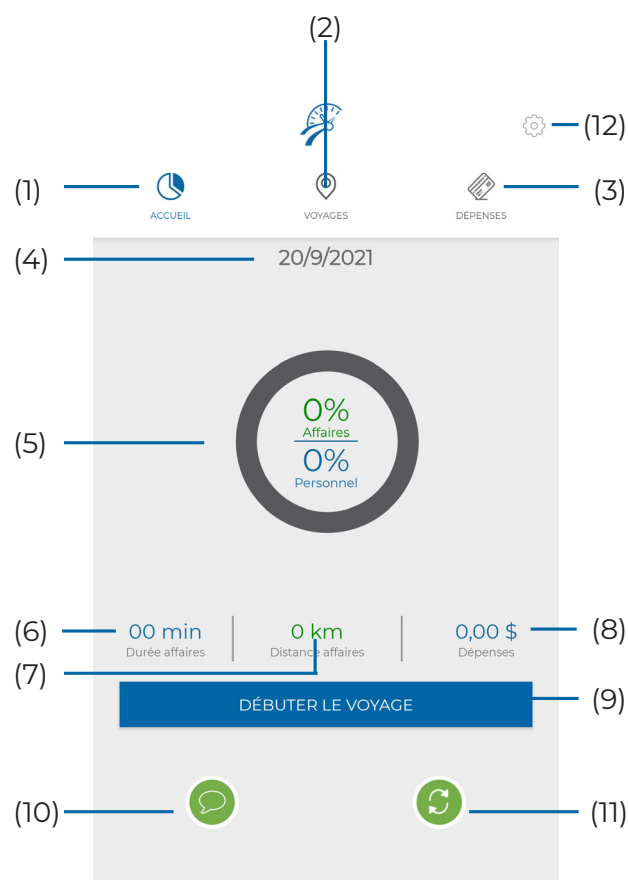 (2)
(12)
(1) ACCUEIL VOYAGES DÉPENSES (3)
(4) 20/9/2021
0%
Affaires
(5)
0%
Personnel
(6) 00 min 0 km 0,00 $ (8)
Durée affaires Distance affaires Dépenses
(7)
DÉBUTER LE VOYAGE (9)
(10) (11)